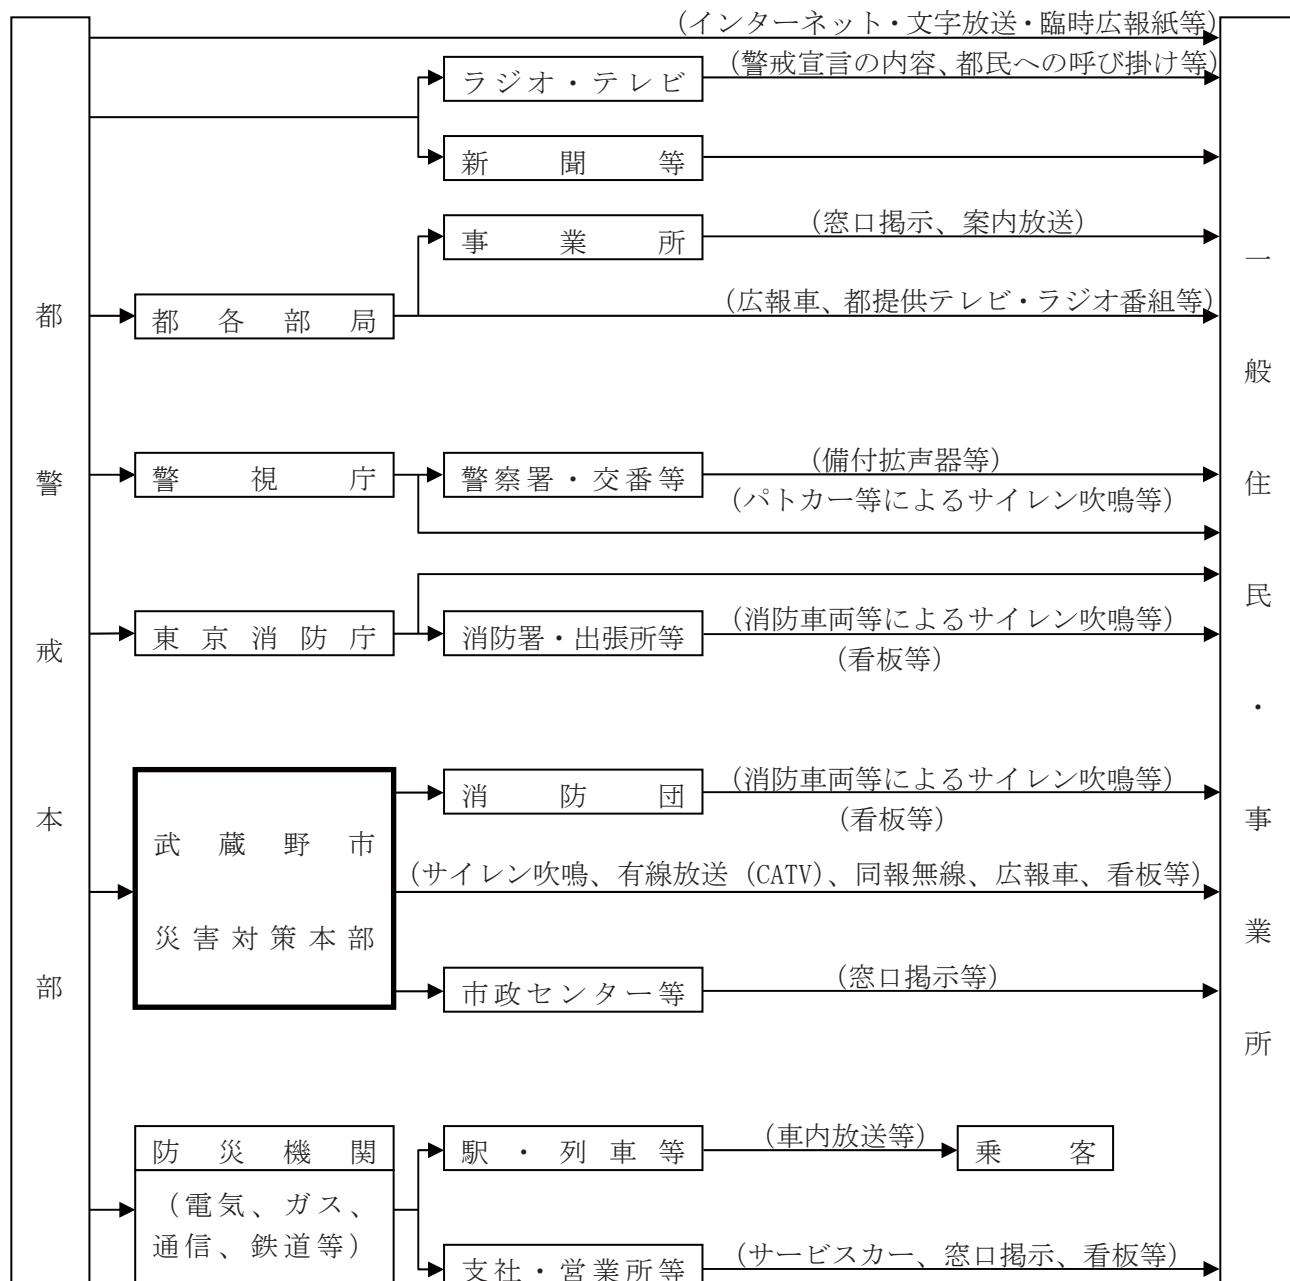 都警戒本部
(インターネット・文字放送・臨時広報紙等)
ラジオ・テレビ
(警戒宣言の内容、都民への呼び掛け等)
新聞等
事業所
(窓口掲示、案内放送)
都各部局
(広報車、都提供テレビ・ラジオ番組等)
警視庁
警察署・交番等
(備付拡声器等)
(パトカー等によるサイレン吹鳴等)
東京消防庁
消防署・出張所等
(消防車両等によるサイレン吹鳴等)
(看板等)
武蔵野市
災害対策本部
消防団
(消防車両等によるサイレン吹鳴等)
(看板等)
(サイレン吹鳴、有線放送(CATV)、同報無線、広報車、看板等)
市政センター等
(窓口掲示等)
防災機関
(電気、ガス、
通信、鉄道等)
駅・列車等
(車内放送等)
乗客
支社・営業所等
(サービスカー、窓口掲示、看板等)
一般住民・事業所